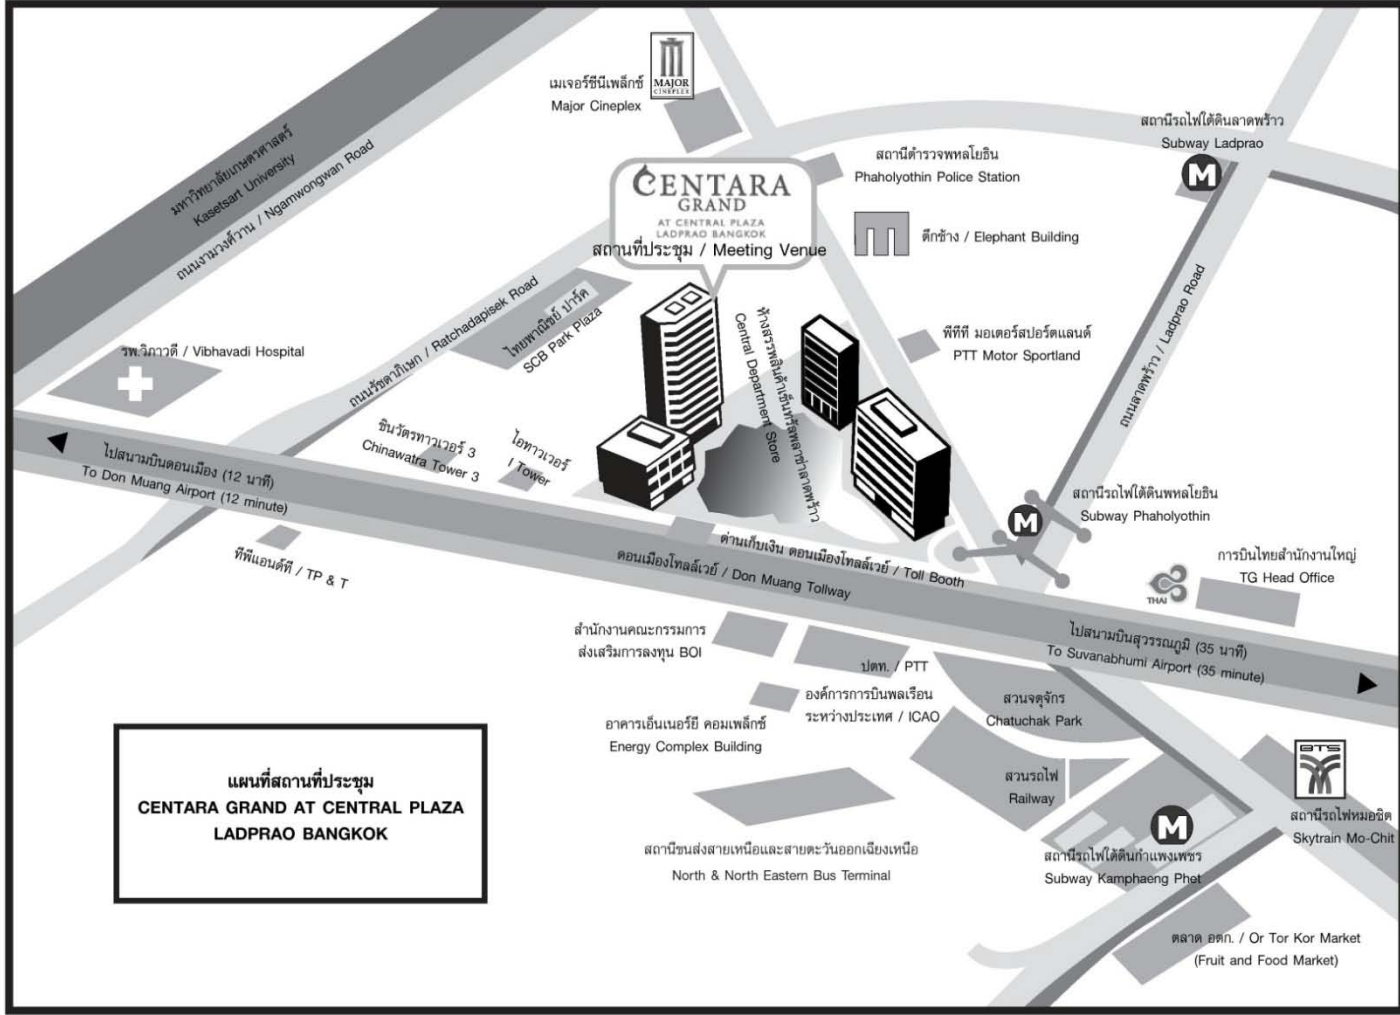 MAJOR
CINEPLEX
เมเจอร์ซีนีเพล็กซ์
Major Cineplex
มหาวิทยาลัยเกษตรศาสตร์
Kasetsart University
ถนนงามวงศ์วาน / Ngamwongwan Road
สถานีรถไฟใต้ดินลาดพร้าว
Subway Ladprao
M
สถานีตำรวจพหลโยธิน
Phaholyothin Police Station
CENTARA
GRAND
AT CENTRAL PLAZA
LADPRAO BANGKOK
สถานที่ประชุม / Meeting Venue
ตึกช้าง / Elephant Building
ถนนรัชดาภิเษก / Ratchadapisek Road
ไทยพาณิชย์ ปาร์ค
SCB Park Plaza
ห้างสรรพสินค้าเซ็นทรัลพลาซ่าลาดพร้าว
Central Department Store
พีทีที มอเตอร์สปอร์ตแลนด์
PTT Motor Sportland
ถนนลาดพร้าว / Ladprao Road
รพ.วิภาวดี / Vibhavadi Hospital
ชินวัตรทาวเวอร์ 3
Chinawatra Tower 3
ไอทาวเวอร์
I Tower
ไปสนามบินดอนเมือง (12 นาที)
To Don Muang Airport (12 minute)
ทีพีแอนด์ที / TP & T
สถานีรถไฟใต้ดินพหลโยธิน
Subway Phaholyothin
M
ด่านเก็บเงิน ดอนเมืองโทลล์เวย์ / Toll Booth
ดอนเมืองโทลล์เวย์ / Don Muang Tollway
การบินไทยสำนักงานใหญ่
TG Head Office
THAI
ไปสนามบินสุวรรณภูมิ (35 นาที)
To Suvanabhumi Airport (35 minute)
สำนักงานคณะกรรมการ
ส่งเสริมการลงทุน BOI
ปตท. / PTT
องค์การการบินพลเรือน
ระหว่างประเทศ / ICAO
อาคารเอ็นเนอร์ยี คอมเพล็กซ์
Energy Complex Building
สวนจตุจักร
Chatuchak Park
สวนรถไฟ
Railway
BTS
สถานีรถไฟหมอชิต
Skytrain Mo-Chit
M
สถานีรถไฟใต้ดินกำแพงเพชร
Subway Kamphaeng Phet
สถานีขนส่งสายเหนือและสายตะวันออกเฉียงเหนือ
North & North Eastern Bus Terminal
ตลาด อตก. / Or Tor Kor Market
(Fruit and Food Market)
แผนที่สถานที่ประชุม
CENTARA GRAND AT CENTRAL PLAZA
LADPRAO BANGKOK